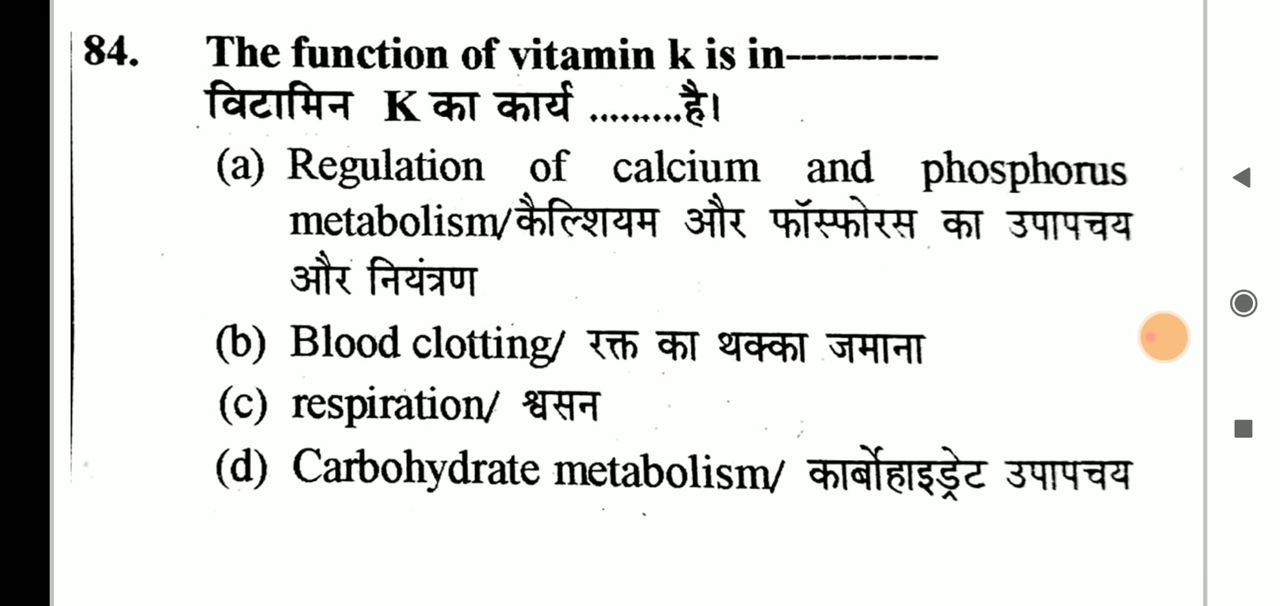 84. The function of vitamin k is in-----------
विटामिन K का कार्य .........है।
(a) Regulation of calcium and phosphorus
metabolism/कैल्शियम और फॉस्फोरस का उपापचय
और नियंत्रण
(b) Blood clotting/ रक्त का थक्का जमाना
(c) respiration/ श्वसन
(d) Carbohydrate metabolism/ कार्बोहाइड्रेट उपापचय